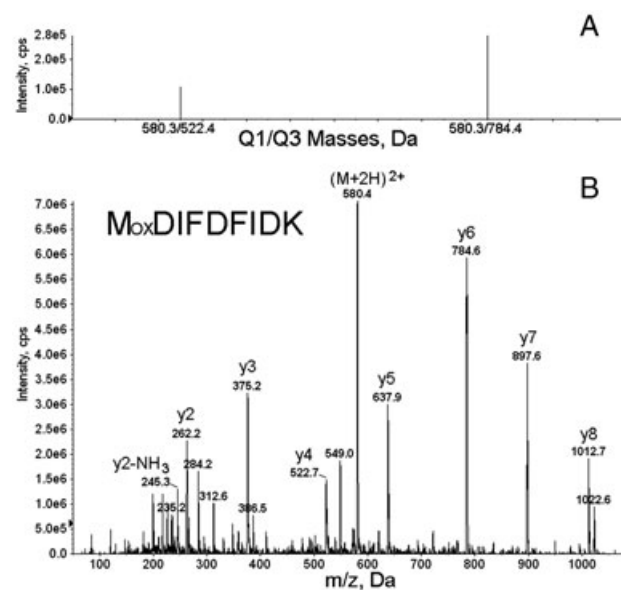 A
Intensity, cps
2.8e5
2.0e5
1.0e5
0.0
580.3/522.4
580.3/784.4
Q1/Q3 Masses, Da
B
(M+2H) 2+
580.4
MOXDIFDFIDK
Intensity, cps
7.0e6
6.5e6
6.0e6
5.5e6
5.0e6
4.5e6
4.0e6
3.5e6
3.0e6
2.5e6
2.0e6
1.5e6
1.0e6
5.0e5
0.0
y6
784.6
y7
897.6
y3
375.2
y5
637.9
y2
262.2
y2-NH3
245.3
284.2
235.2
312.6
386.5
y4
522.7
549.0
y8
1012.7
1022.6
100 200 300 400 500 600 700 800 900 1000
m/z, Da